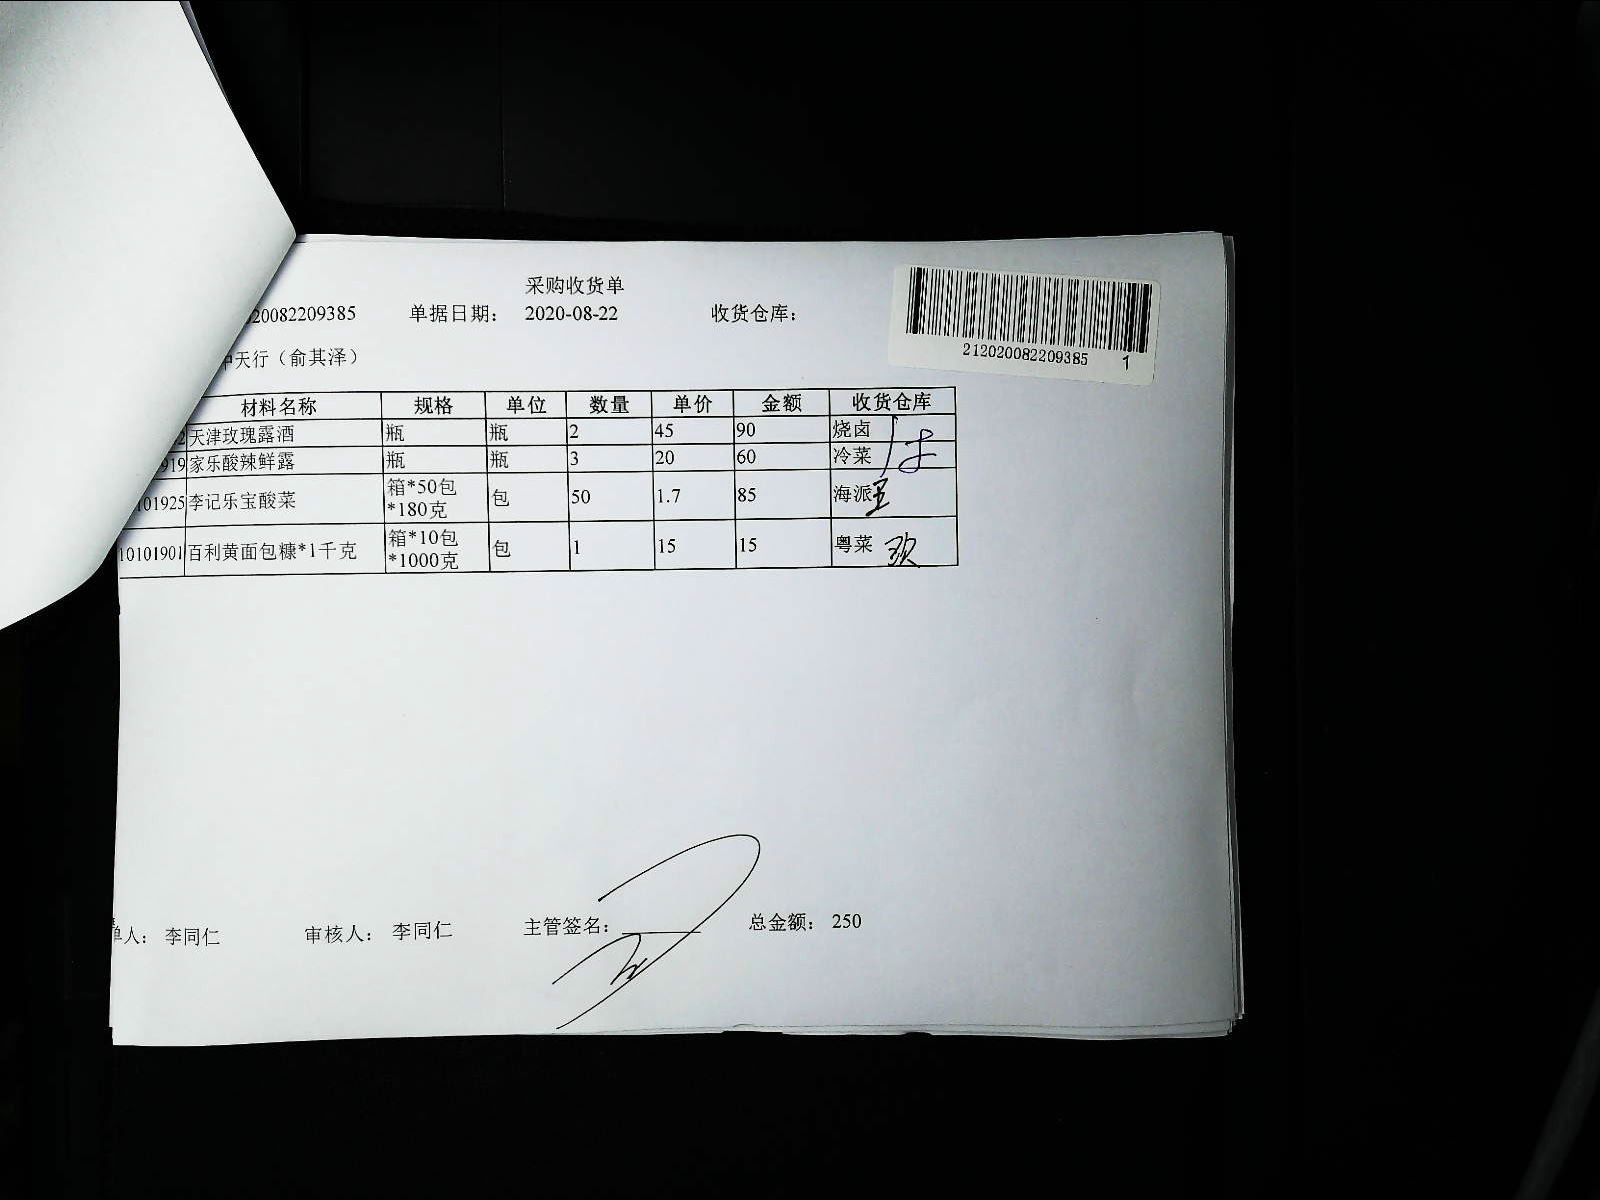 采购收货单
20082209385 单据日期： 2020-08-22 收货仓库：
212020082209385 1
中天行（俞其泽）
材料名称 规格 单位 数量 单价 金额 收货仓库
2 天津玫瑰露酒 瓶 瓶 2 45 90 烧卤
919 家乐酸辣鲜露 瓶 瓶 3 20 60 冷菜
101925 李记乐宝酸菜 箱*50包 包 50 1.7 85 海派
*180克
10101901 百利黄面包糠*1千克 箱*10包 包 1 15 15 粤菜
*1000克
单人： 李同仁 审核人： 李同仁 主管签名： 总金额： 250